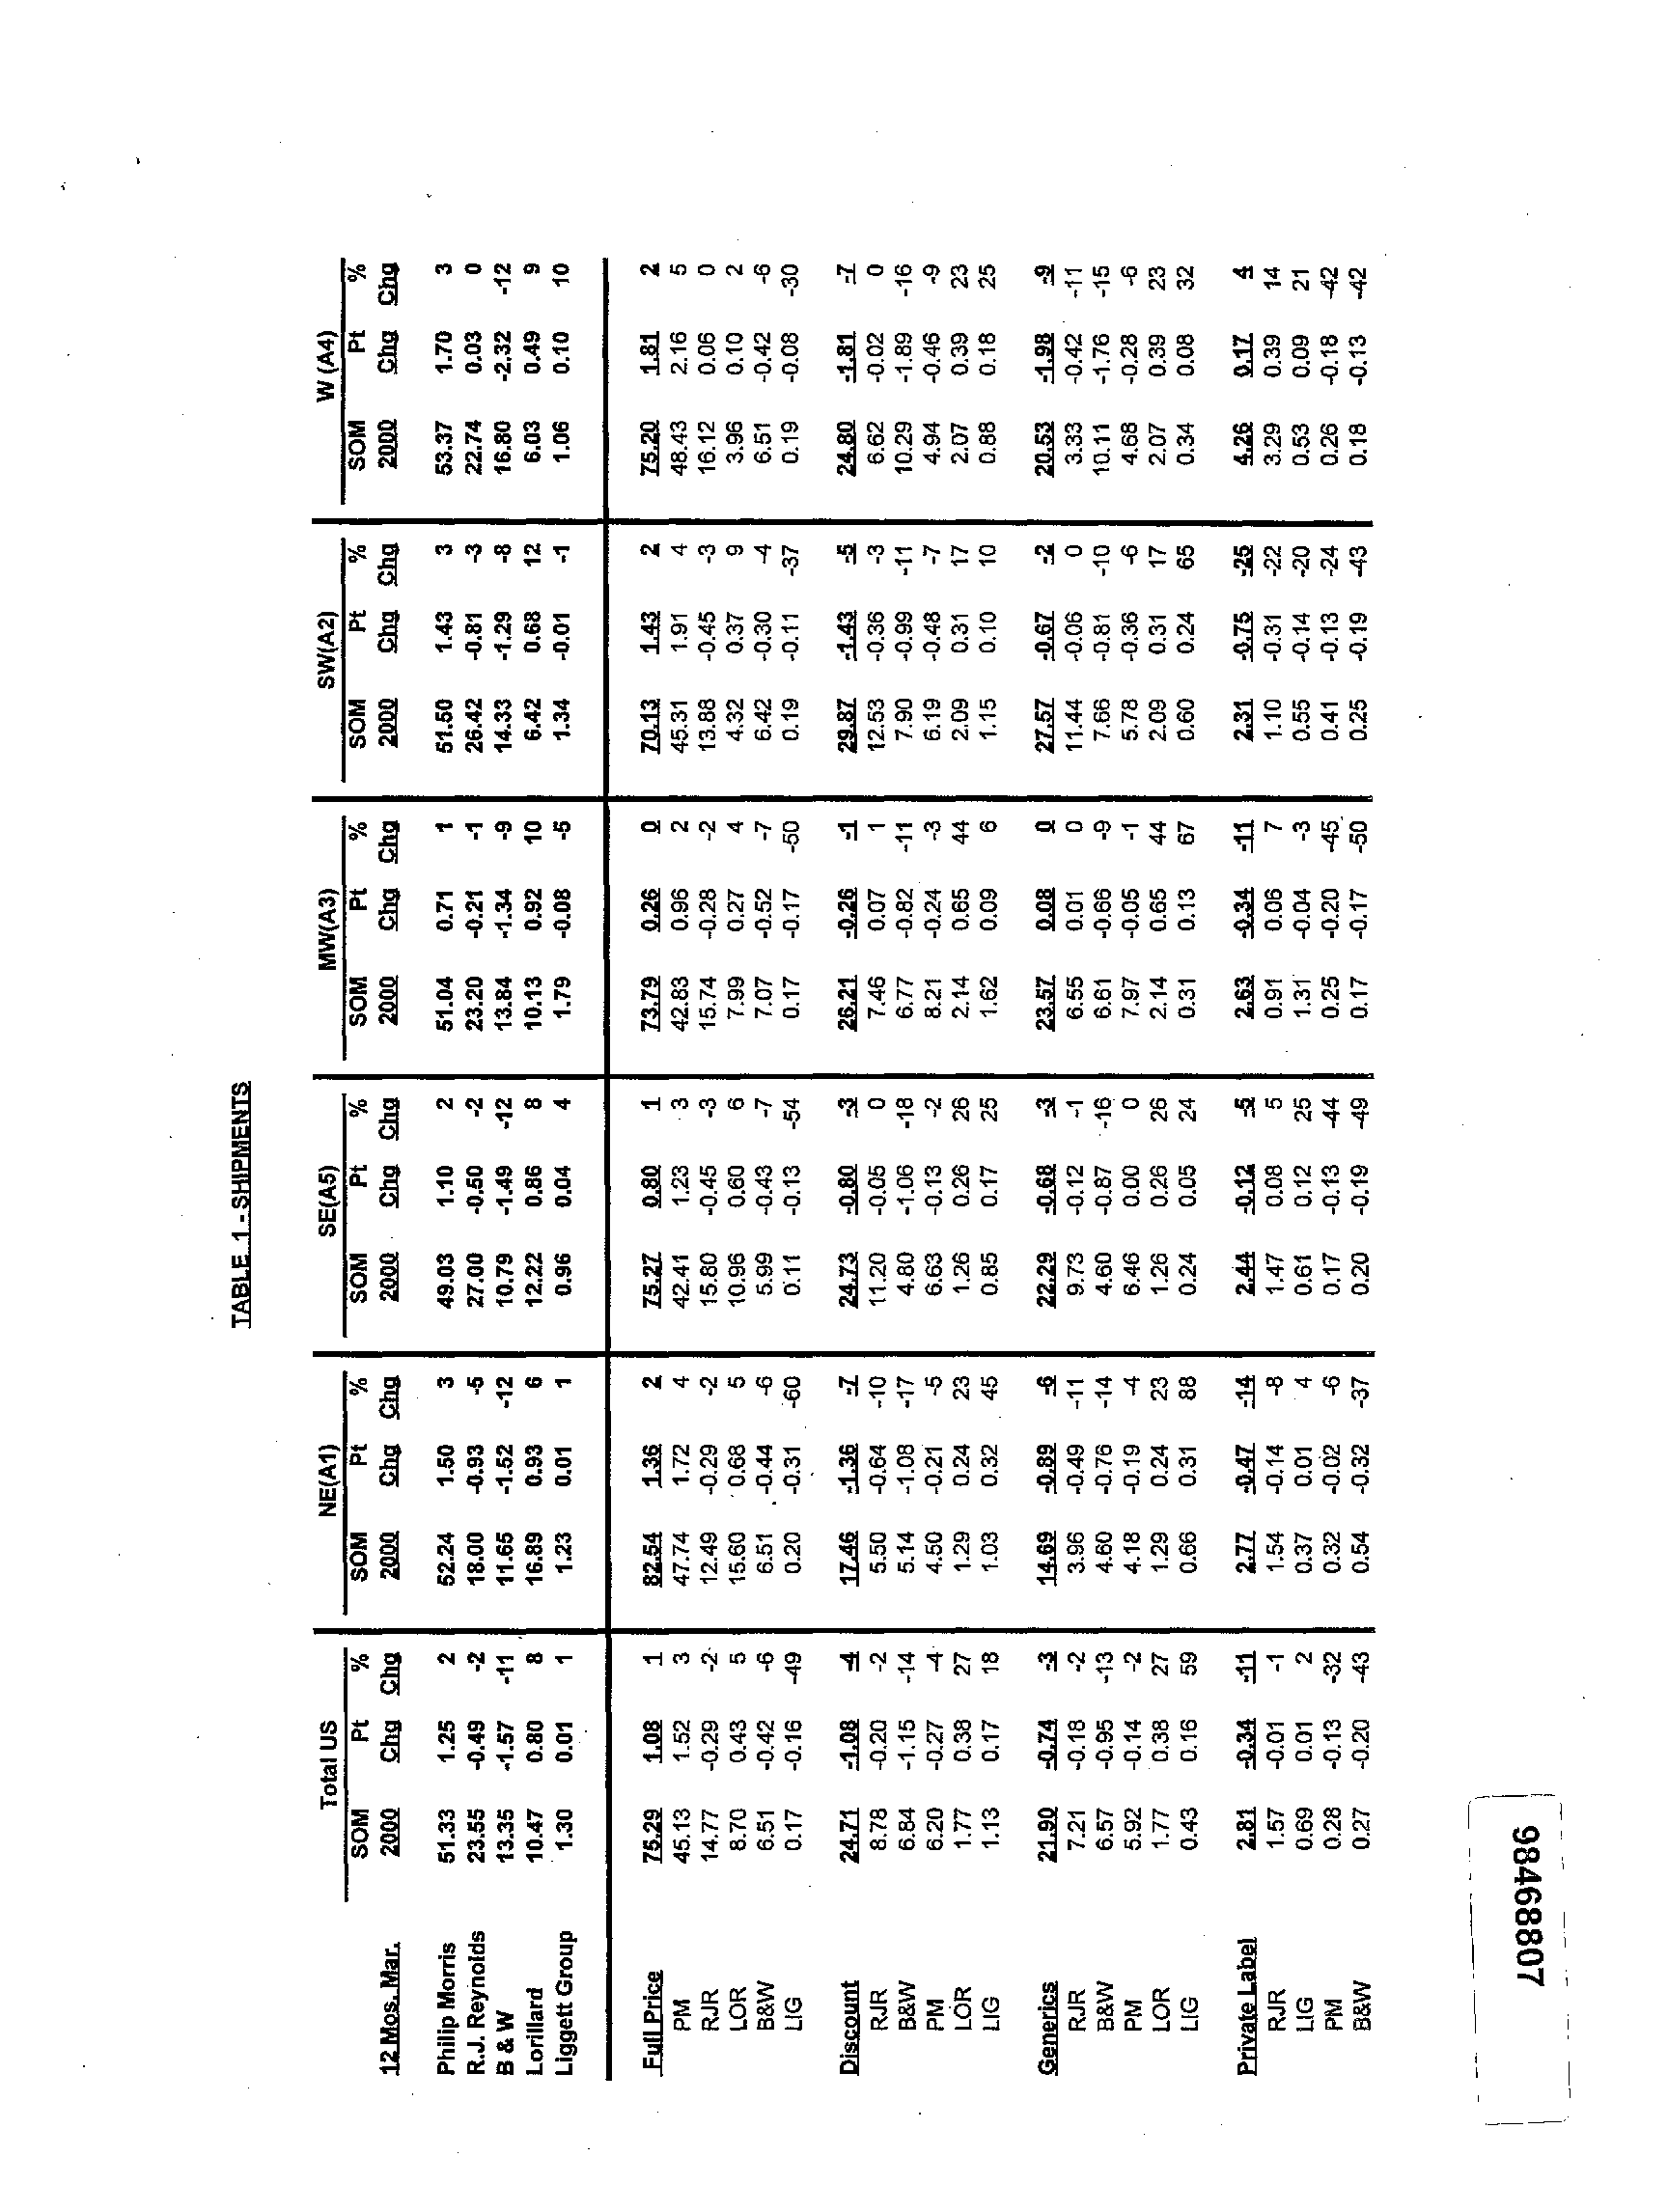 TABLE 1 - SHIPMENTS
Total US NE(A1) SE(A5) MW(A3) SW(A2) W (A4)
SOM Pt % SOM Pt % SOM Pt % SOM Pt % SOM Pt % SOM Pt %
12 Mos. Mar. 2000 Chg Chg 2000 Chg Chg 2000 Chg Chg 2000 Chg Chg 2000 Chg Chg 2000 Chg Chg
Philip Morris 51.33 1.25 2 52.24 1.50 3 49.03 1.10 2 51.04 0.71 1 51.50 1.43 3 53.37 1.70 3
R.J. Reynolds 23.55 -0.49 -2 18.00 -0.93 -5 27.00 -0.50 -2 23.20 -0.21 -1 26.42 -0.81 -3 22.74 0.03 0
B & W 13.35 -1.57 -11 11.65 -1.52 -12 10.79 -1.49 -12 13.84 -1.34 -9 14.33 -1.29 -8 16.80 -2.32 -12
Lorillard 10.47 0.80 8 16.89 0.93 6 12.22 0.86 8 10.13 0.92 10 6.42 0.68 12 6.03 0.49 9
Liggett Group 1.30 0.01 1 1.23 0.01 1 0.96 0.04 4 1.79 -0.08 -5 1.34 -0.01 -1 1.06 0.10 10
Full Price 75.29 1.08 1 82.54 1.36 2 75.27 0.80 1 73.79 0.26 0 70.13 1.43 2 75.20 1.81 2
PM 45.13 1.52 3 47.74 1.72 4 42.41 1.23 3 42.83 0.96 2 45.31 1.91 4 48.43 2.16 5
RJR 14.77 -0.29 -2 12.49 -0.29 -2 15.80 -0.45 -3 15.74 -0.28 -2 13.88 -0.45 -3 16.12 0.06 0
LOR 8.70 0.43 5 15.60 0.68 5 10.96 0.60 6 7.99 0.27 4 4.32 0.37 9 3.96 0.10 2
B&W 6.51 -0.42 -6 6.51 -0.44 -6 5.99 -0.43 -7 7.07 -0.52 -7 6.42 -0.30 -4 6.51 -0.42 -6
LIG 0.17 -0.16 -49 0.20 -0.31 -60 0.11 -0.13 -54 0.17 -0.17 -50 0.19 -0.11 -37 0.19 -0.08 -30
Discount 24.71 -1.08 -4 17.46 -1.36 -7 24.73 -0.80 -3 26.21 -0.26 -1 29.87 -1.43 -5 24.80 -1.81 -7
RJR 8.78 -0.20 -2 5.50 -0.64 -10 11.20 -0.05 0 7.46 0.07 1 12.53 -0.36 -3 6.62 -0.02 0
B&W 6.84 -1.15 -14 5.14 -1.08 -17 4.80 -1.06 -18 6.77 -0.82 -11 7.90 -0.99 -11 10.29 -1.89 -16
PM 6.20 -0.27 -4 4.50 -0.21 -5 6.63 -0.13 -2 8.21 -0.24 -3 6.19 -0.48 -7 4.94 -0.46 -9
LOR 1.77 0.38 27 1.29 0.24 23 1.26 0.26 26 2.14 0.65 44 2.09 0.31 17 2.07 0.39 23
LIG 1.13 0.17 18 1.03 0.32 45 0.85 0.17 25 1.62 0.09 6 1.15 0.10 10 0.88 0.18 25
Generics 21.90 -0.74 -3 14.69 -0.89 -6 22.29 -0.68 -3 23.57 0.08 0 27.57 -0.67 -2 20.53 -1.98 -9
RJR 7.21 -0.18 -2 3.96 -0.49 -11 9.73 -0.12 -1 6.55 0.01 0 11.44 -0.06 0 3.33 -0.42 -11
B&W 6.57 -0.95 -13 4.60 -0.76 -14 4.60 -0.87 -16 6.61 -0.66 -9 7.66 -0.81 -10 10.11 -1.76 -15
PM 5.92 -0.14 -2 4.18 -0.19 -4 6.46 0.00 0 7.97 -0.05 -1 5.78 -0.36 -6 4.68 -0.28 -6
LOR 1.77 0.38 27 1.29 0.24 23 1.26 0.26 26 2.14 0.65 44 2.09 0.31 17 2.07 0.39 23
LIG 0.43 0.16 59 0.66 0.31 88 0.24 0.05 24 0.31 0.13 67 0.60 0.24 65 0.34 0.08 32
Private Label 2.81 -0.34 -11 2.77 -0.47 -14 2.44 -0.12 -5 2.63 -0.34 -11 2.31 -0.75 -25 4.26 0.17 4
RJR 1.57 -0.01 -1 1.54 -0.14 -8 1.47 0.08 5 0.91 0.06 7 1.10 -0.31 -22 3.29 0.39 14
LIG 0.69 0.01 2 0.37 0.01 4 0.61 0.12 25 1.31 -0.04 -3 0.55 -0.14 -20 0.53 0.09 21
PM 0.28 -0.13 -32 0.32 -0.02 -6 0.17 -0.13 -44 0.25 -0.20 -45 0.41 -0.13 -24 0.26 -0.18 -42
B&W 0.27 -0.20 -43 0.54 -0.32 -37 0.20 -0.19 -49 0.17 -0.17 -50 0.25 -0.19 -43 0.18 -0.13 -42
98468807